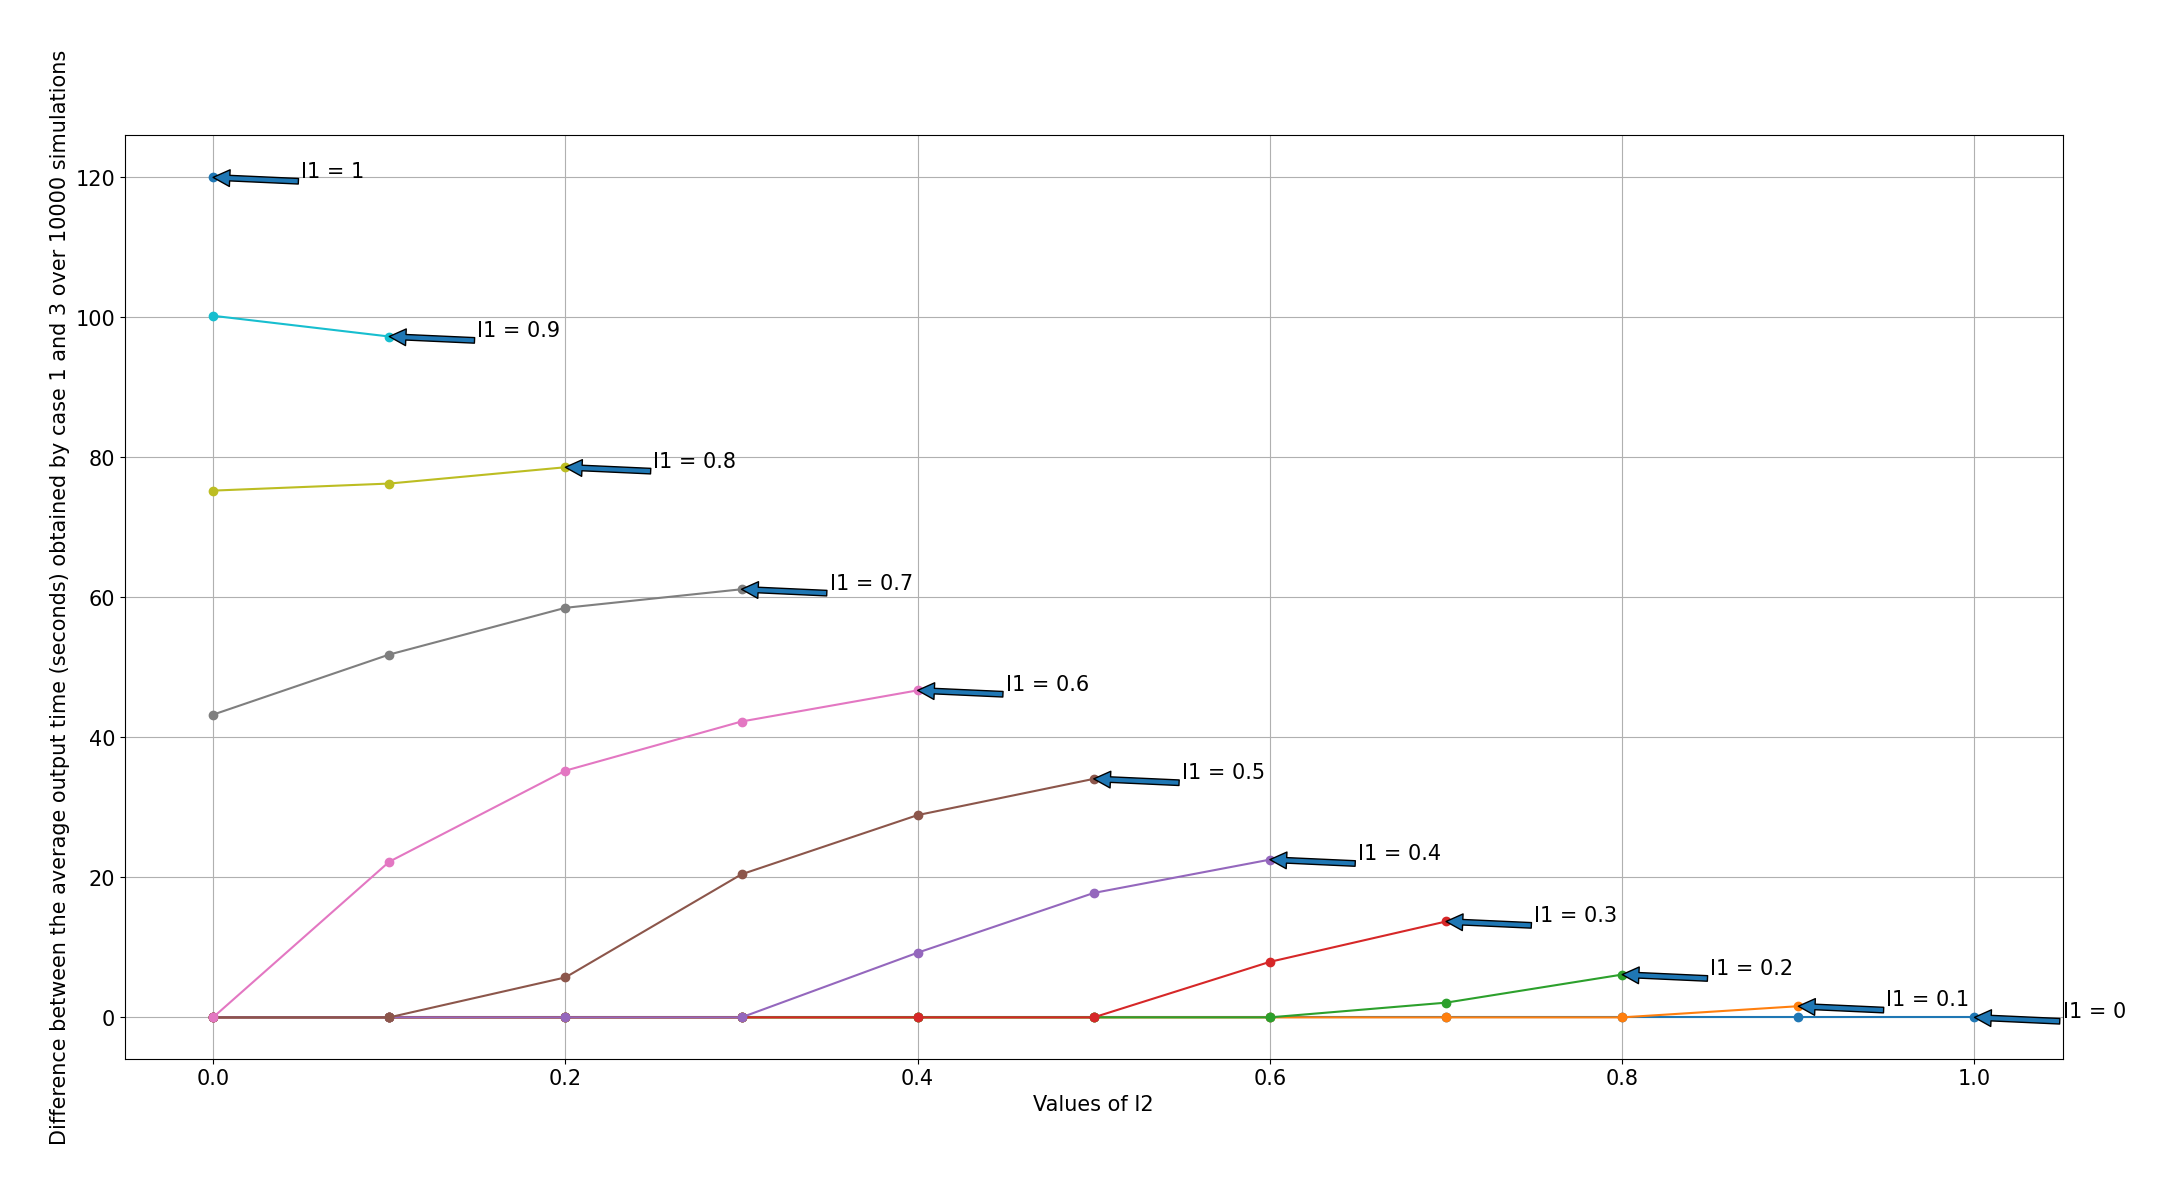 Difference between the average output time (seconds) obtained by case 1 and 3 over 10000 simulations
120
100
80
60
40
20
0
I1 = 1
I1 = 0.9
I1 = 0.8
I1 = 0.7
I1 = 0.6
I1 = 0.5
I1 = 0.4
I1 = 0.3
I1 = 0.2
I1 = 0.1
I1 = 0
0.0 0.2 0.4 0.6 0.8 1.0
Values of I2